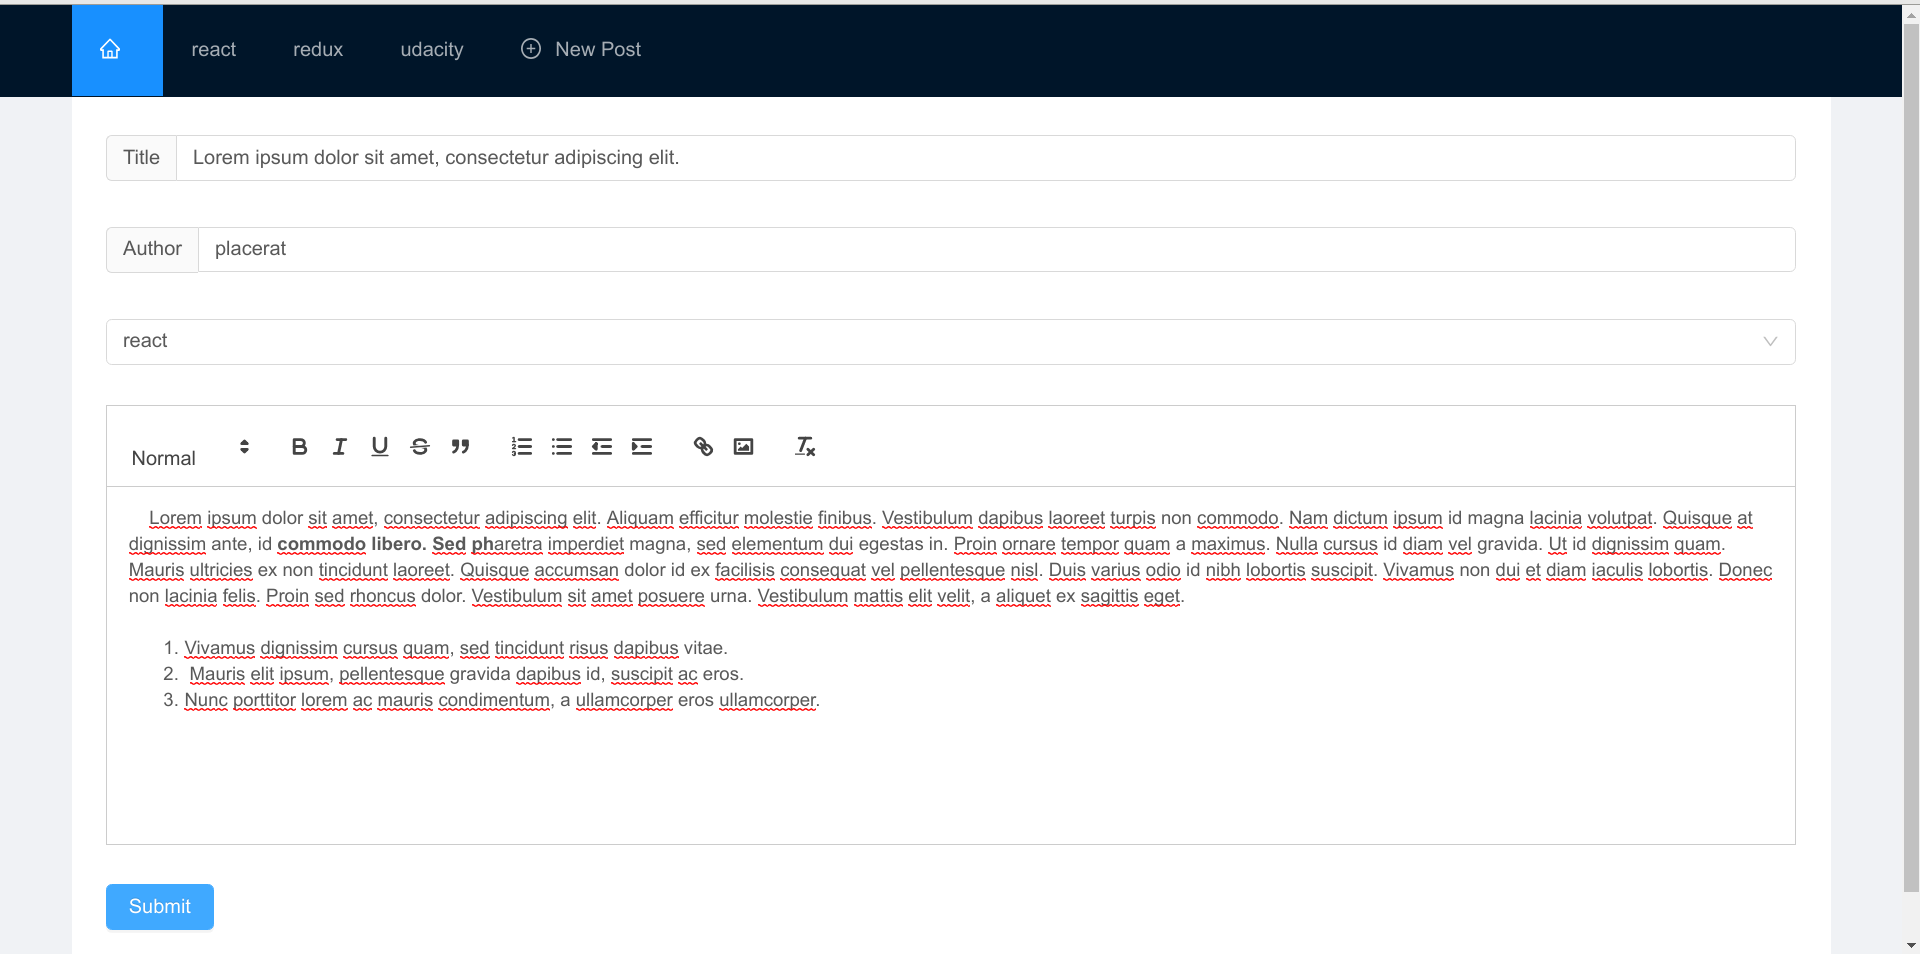 react redux udacity New Post
Title Lorem ipsum dolor sit amet, consectetur adipiscing elit.
Author placerat
react
Normal
Lorem ipsum dolor sit amet, consectetur adipiscing elit. Aliquam efficitur molestie finibus. Vestibulum dapibus laoreet turpis non commodo. Nam dictum ipsum id magna lacinia volutpat. Quisque at
dignissim ante, id commodo libero. Sed pharetra imperdiet magna, sed elementum dui egestas in. Proin ornare tempor quam a maximus. Nulla cursus id diam vel gravida. Ut id dignissim quam.
Mauris ultricies ex non tincidunt laoreet. Quisque accumsan dolor id ex facilisis consequat vel pellentesque nisl. Duis varius odio id nibh lobortis suscipit. Vivamus non dui et diam iaculis lobortis. Donec
non lacinia felis. Proin sed rhoncus dolor. Vestibulum sit amet posuere urna. Vestibulum mattis elit velit, a aliquet ex sagittis eget.
1. Vivamus dignissim cursus quam, sed tincidunt risus dapibus vitae.
2. Mauris elit ipsum, pellentesque gravida dapibus id, suscipit ac eros.
3. Nunc porttitor lorem ac mauris condimentum, a ullamcorper eros ullamcorper.
Submit